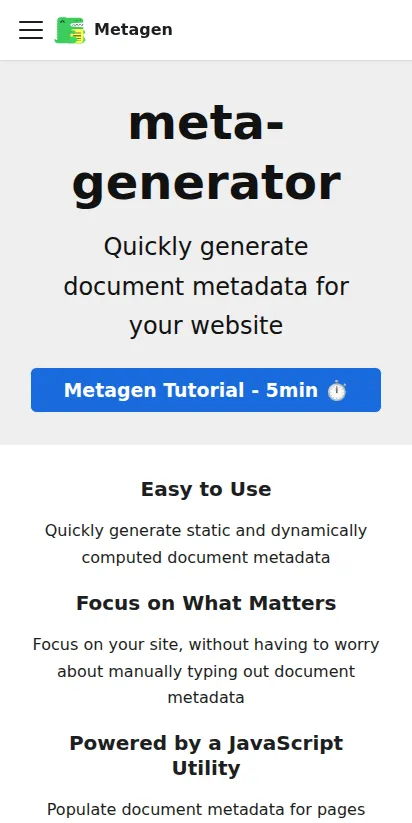 Metagen
meta-
generator
Quickly generate
document metadata for
your website
Metagen Tutorial - 5min ⏱️
Easy to Use
Quickly generate static and dynamically
computed document metadata
Focus on What Matters
Focus on your site, without having to worry
about manually typing out document
metadata
Powered by a JavaScript
Utility
Populate document metadata for pages